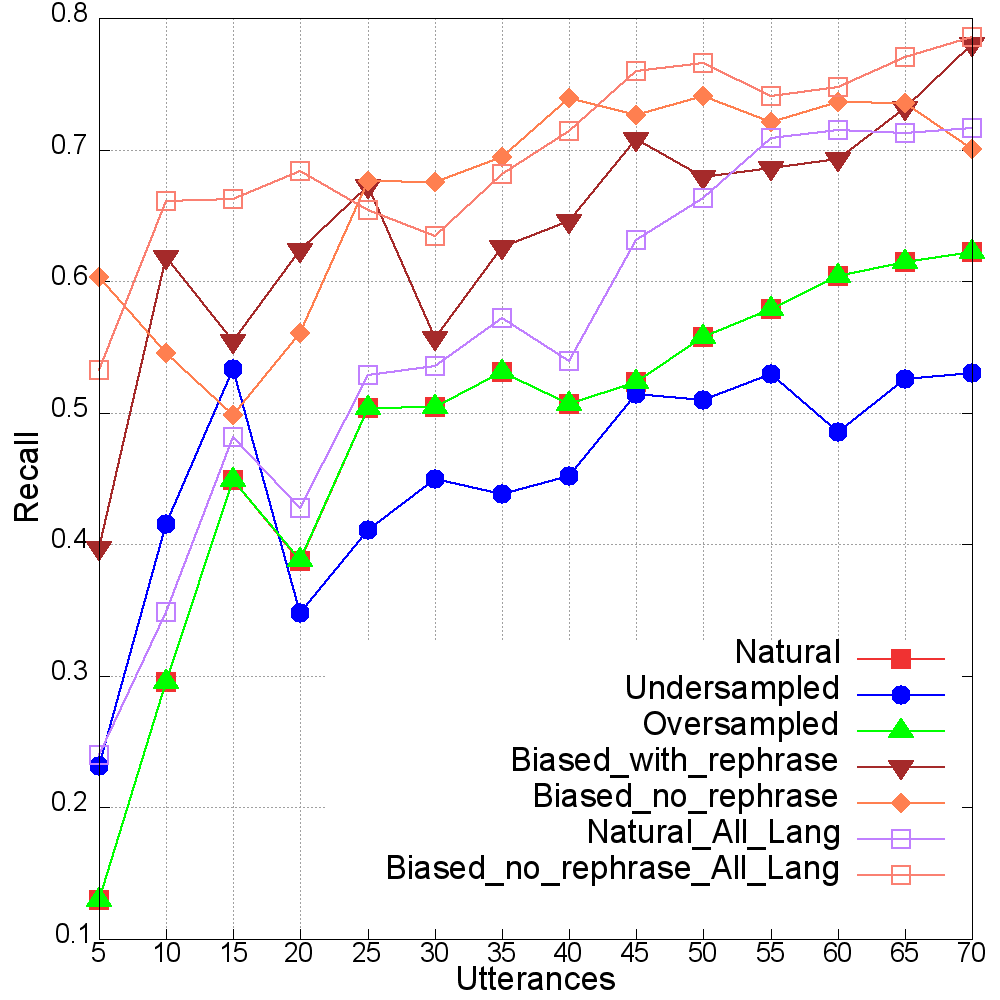 0.8
0.7
0.6
0.5
0.4
0.3
0.2
0.1
Recall
Natural
Undersampled
Oversampled
Biased_with_rephrase
Biased_no_rephrase
Natural_All_Lang
Biased_no_rephrase_All_Lang
5 10 15 20 25 30 35 40 45 50 55 60 65 70
Utterances